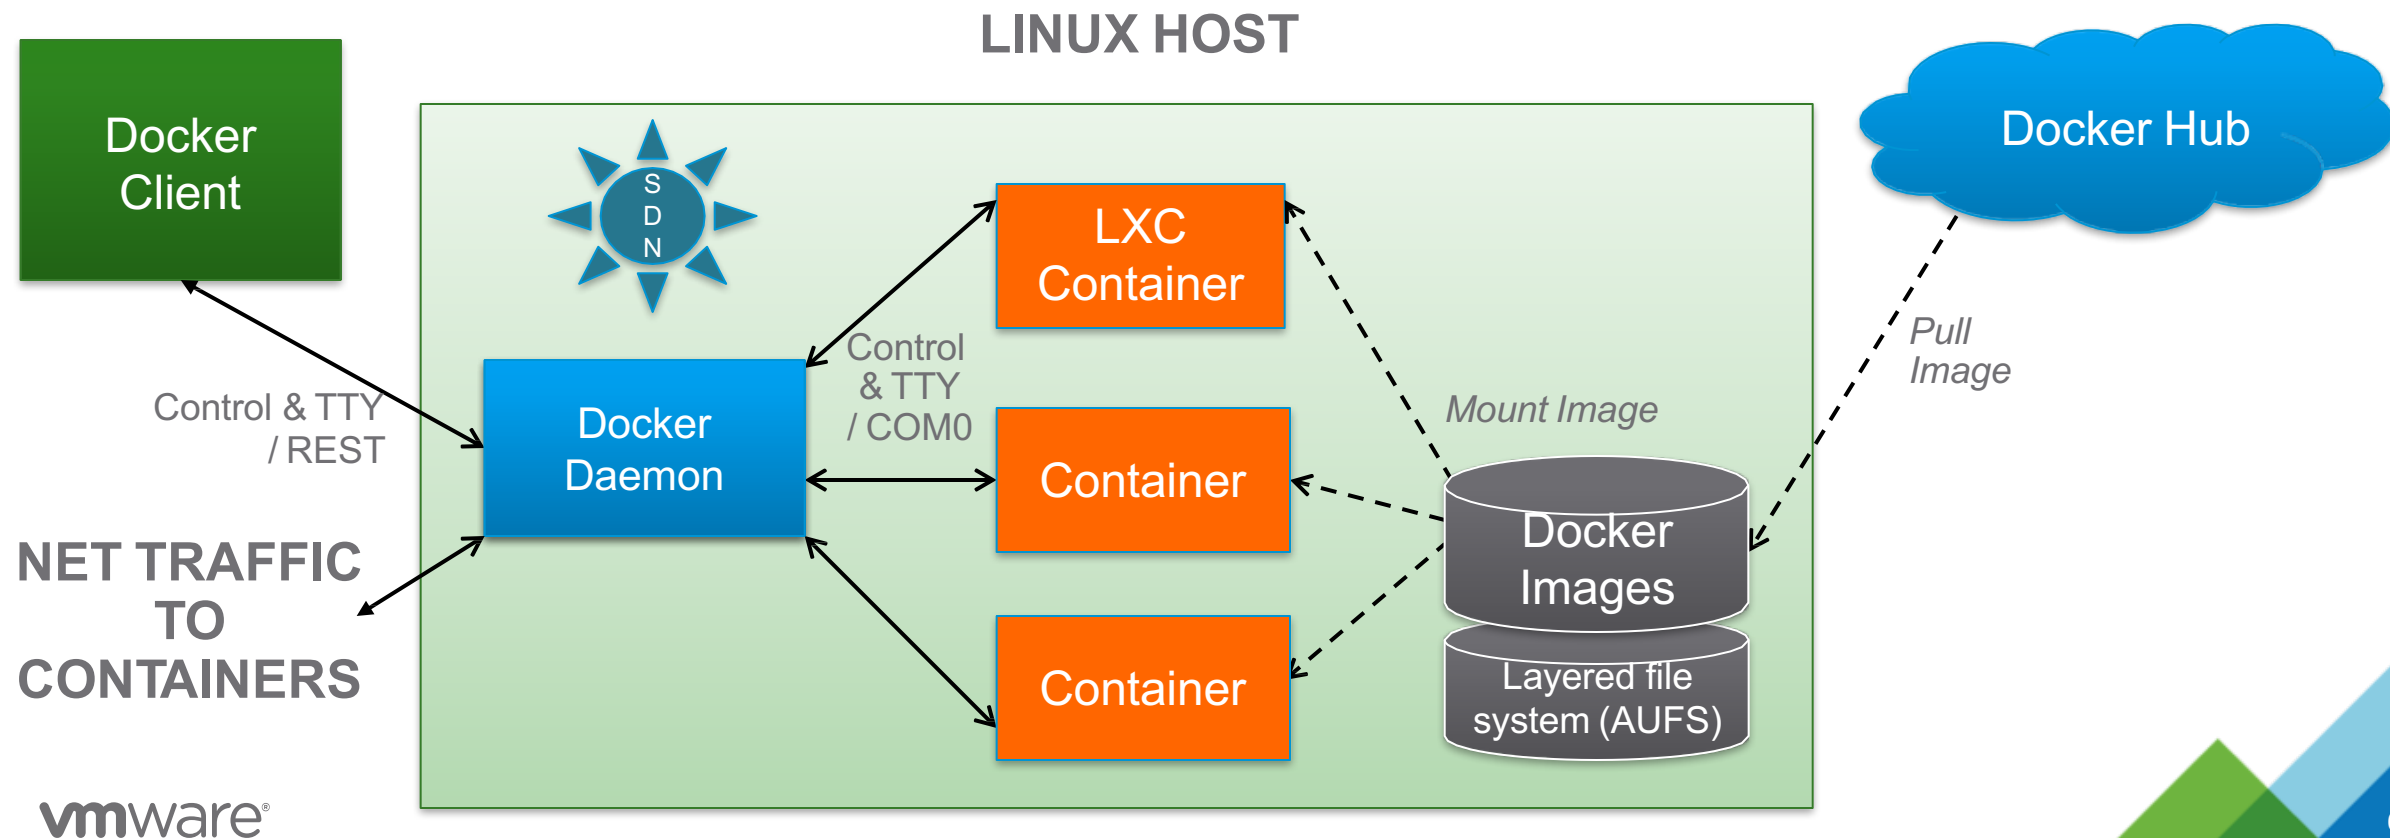 LINUX HOST
Docker
Client
Docker Hub
S
D
N
LXC
Container
Control
& TTY
/ COM0
Pull
Image
Control & TTY
/ REST
Docker
Daemon
Mount Image
Container
Docker
Images
NET TRAFFIC
TO
CONTAINERS
Container
Layered file
system (AUFS)
vmware®